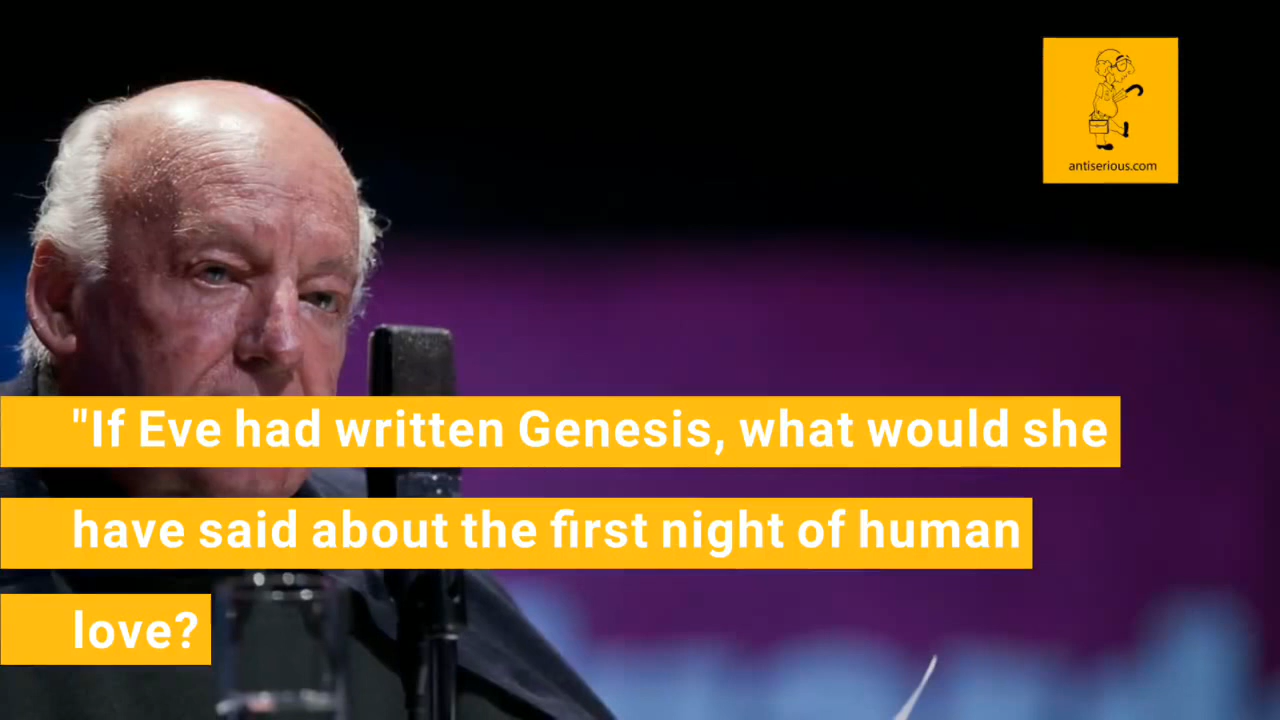 antiserious.com
"If Eve had written Genesis, what would she
have said about the first night of human
love?